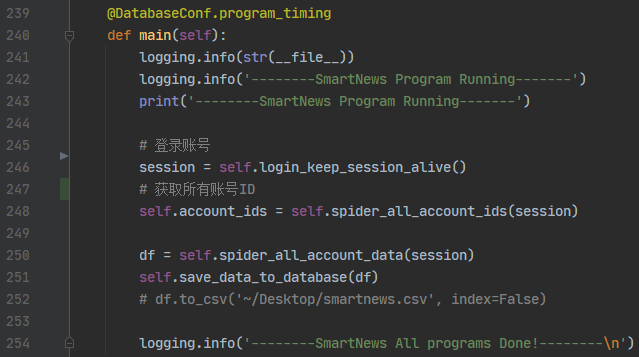 239 @DatabaseConf.program_timing
240 def main(self):
241 logging.info(str(__file__))
242 logging.info('--------SmartNews Program Running-------')
243 print('--------SmartNews Program Running-------')
244
245 # 登录账号
246 session = self.login_keep_session_alive()
247 # 获取所有账号ID
248 self.account_ids = self.spider_all_account_ids(session)
249
250 df = self.spider_all_account_data(session)
251 self.save_data_to_database(df)
252 # df.to_csv('~/Desktop/smartnews.csv', index=False)
253
254 logging.info('--------SmartNews All programs Done!--------\n')